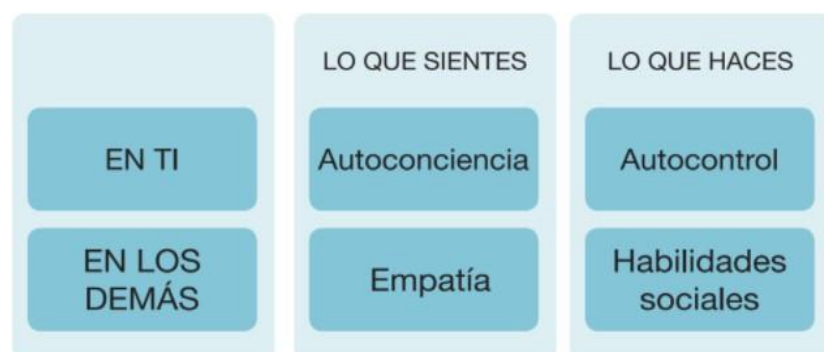 LO QUE SIENTES
LO QUE HACES
EN TI
Autoconciencia
Autocontrol
EN LOS
DEMÁS
Empatía
Habilidades
sociales